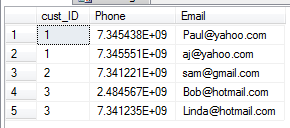 cust_ID Phone Email
1 1 7.345438E+09 Paul@yahoo.com
2 1 7.345551E+09 aj@yahoo.com
3 2 7.341221E+09 sam@gmail.com
4 3 2.484567E+09 Bob@hotmail.com
5 3 7.341235E+09 Linda@hotmail.com